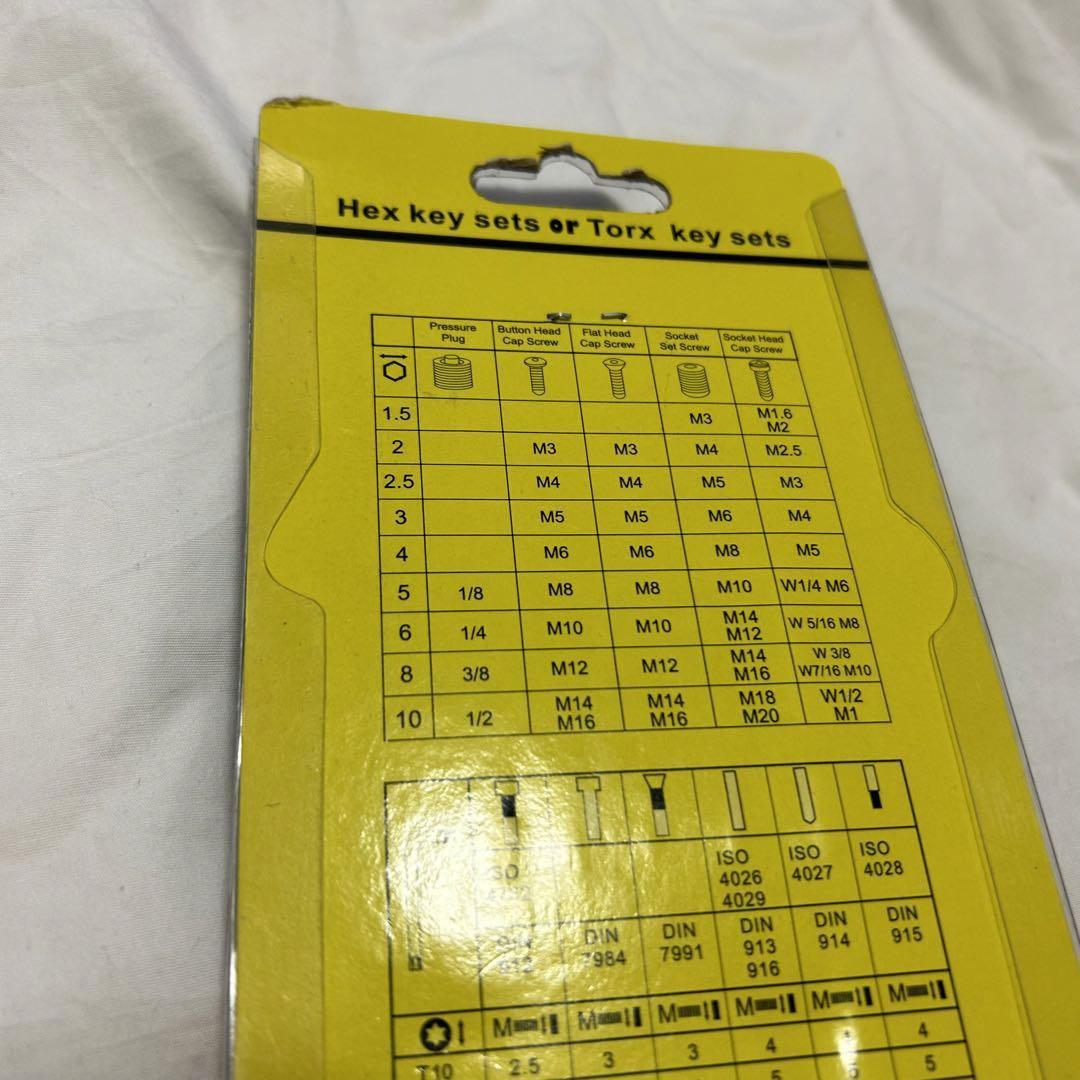 Hex key sets or Torx key sets
Pressure Plug Button Head Cap Screw Flat Head Cap Screw Socket Set Screw Socket Head Cap Screw
1.5 M3 M1.6 M2
2 M3 M3 M4 M2.5
2.5 M4 M4 M5 M3
3 M5 M5 M6 M4
4 M6 M6 M8 M5
5 1/8 M8 M8 M10 W1/4 M6
6 1/4 M10 M10 M14 M12 W 5/16 M8
8 3/8 M12 M12 M14 M16 W 3/8 W7/16 M10
10 1/2 M14 M16 M14 M16 M18 M20 W1/2 M1
ISO 4026 4029 ISO 4027 ISO 4028
DIN 7984 DIN 7991 DIN 913 916 DIN 914 DIN 915
M M M M M M
T10 2.5 3 3 4 4
5 5 5